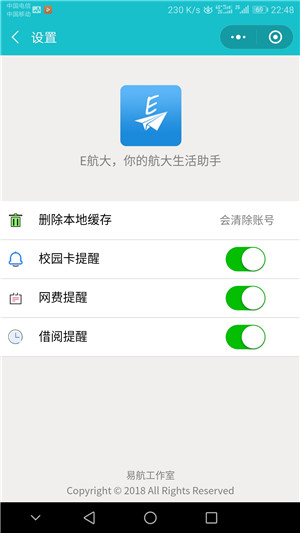 中国电信
中国移动
230 K/s 22:48
设置
E
E航大，你的航大生活助手
删除本地缓存 会清除账号
校园卡提醒
网费提醒
借阅提醒
易航工作室
Copyright © 2018 All Rights Reserved